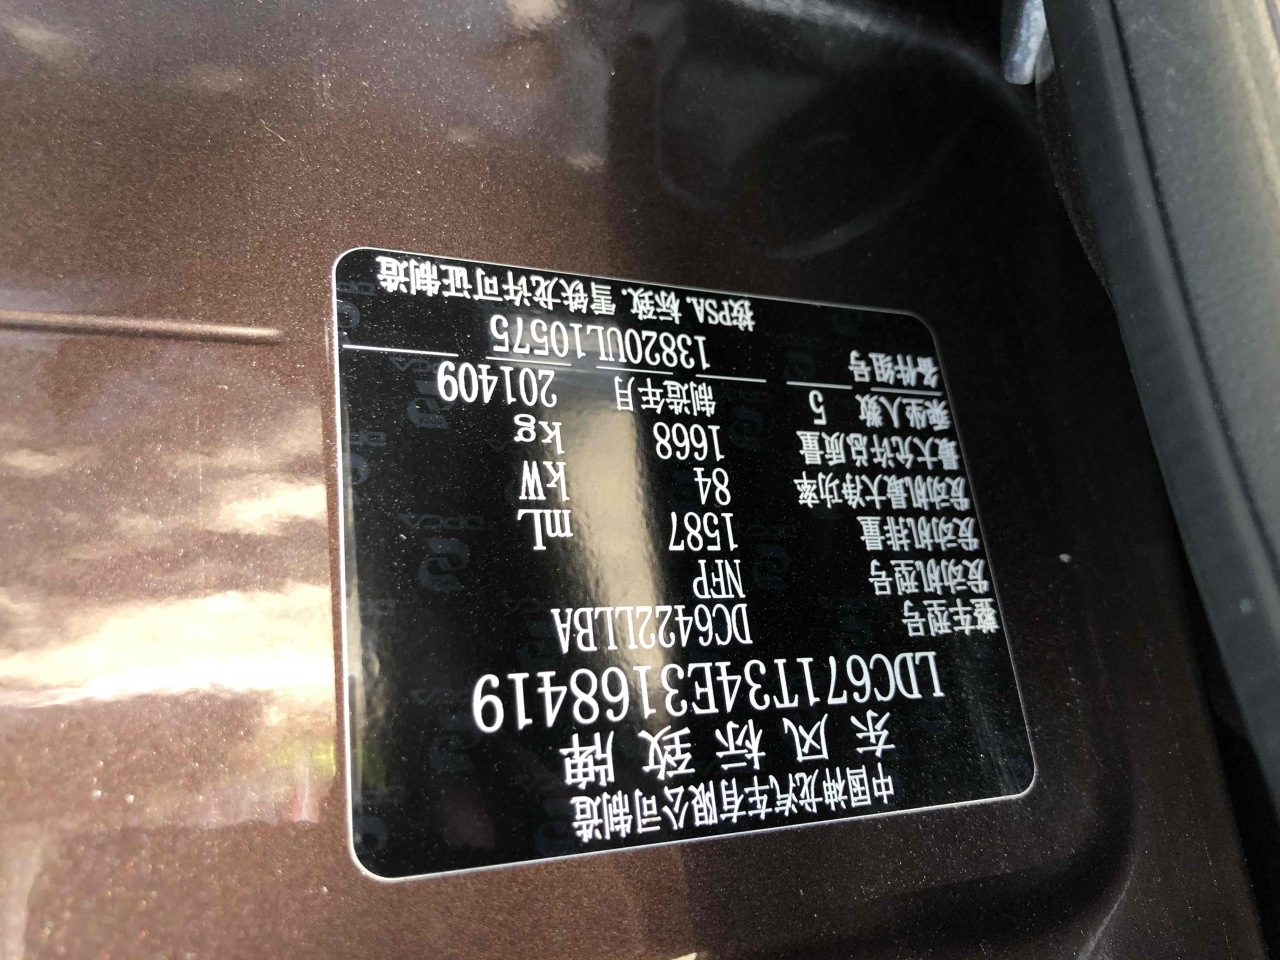 中国神龙汽车有限公司制造
东风标致牌
LDC671T34E3168419
整车型号 DC6422LLBA
发动机型号 NFP
发动机排量 1587 mL
发动机最大净功率 84 kW
最大允许总质量 1668 kg
乘坐人数 5 制造年月 201409
备件组号 13820UL10575
按PSA.标致.雪铁龙许可证制造